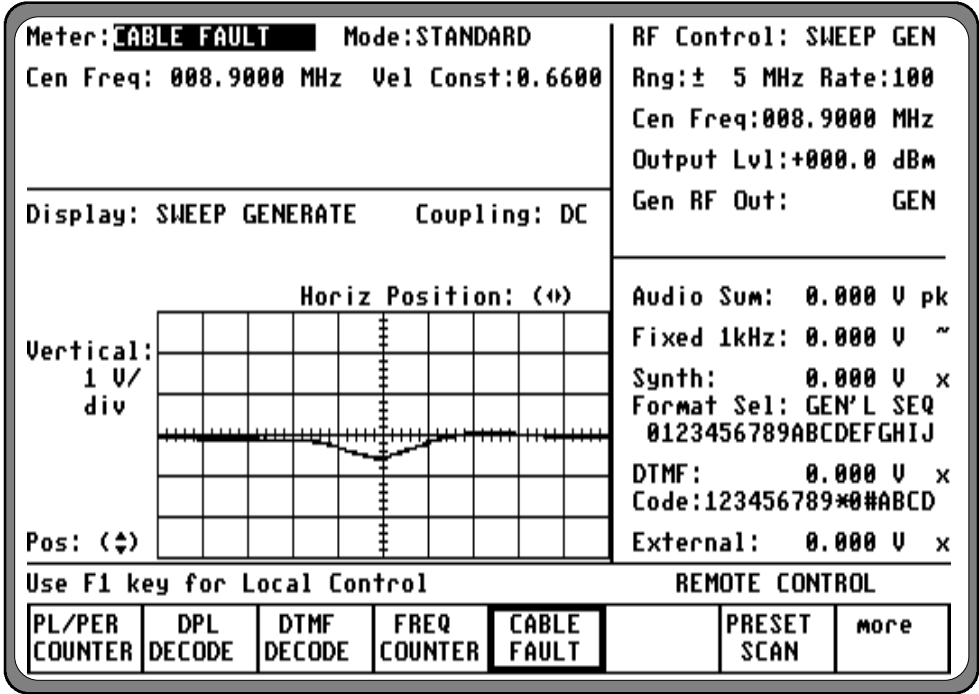 Meter:CABLE FAULT Mode:STANDARD
Cen Freq: 008.9000 MHz Vel Const:0.6600
RF Control: SWEEP GEN
Rng:± 5 MHz Rate:100
Cen Freq:008.9000 MHz
Output Lvl:+000.0 dBm
Gen RF Out: GEN
Display: SWEEP GENERATE Coupling: DC
Horiz Position: (◂▸)
Vertical:
1 V/
div
Pos: (▴▾)
Audio Sum: 0.000 V pk
Fixed 1kHz: 0.000 V ~
Synth: 0.000 V x
Format Sel: GEN'L SEQ
0123456789ABCDEFGHIJ
DTMF: 0.000 V x
Code:123456789*0#ABCD
External: 0.000 V x
Use F1 key for Local Control REMOTE CONTROL
PL/PER
COUNTER
DPL
DECODE
DTMF
DECODE
FREQ
COUNTER
CABLE
FAULT
PRESET
SCAN
more